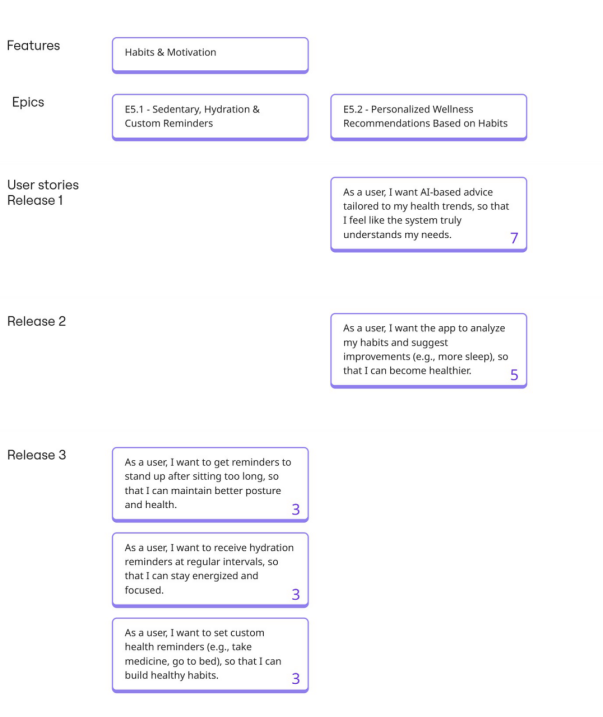 Features
Habits & Motivation
Epics
E5.1 - Sedentary, Hydration &
Custom Reminders
E5.2 - Personalized Wellness
Recommendations Based on Habits
User stories
Release 1
As a user, I want AI-based advice
tailored to my health trends, so that
I feel like the system truly
understands my needs.
7
Release 2
As a user, I want the app to analyze
my habits and suggest
improvements (e.g., more sleep), so
that I can become healthier.
5
Release 3
As a user, I want to get reminders to
stand up after sitting too long, so
that I can maintain better posture
and health.
3
As a user, I want to receive hydration
reminders at regular intervals, so
that I can stay energized and
focused.
3
As a user, I want to set custom
health reminders (e.g., take
medicine, go to bed), so that I can
build healthy habits.
3